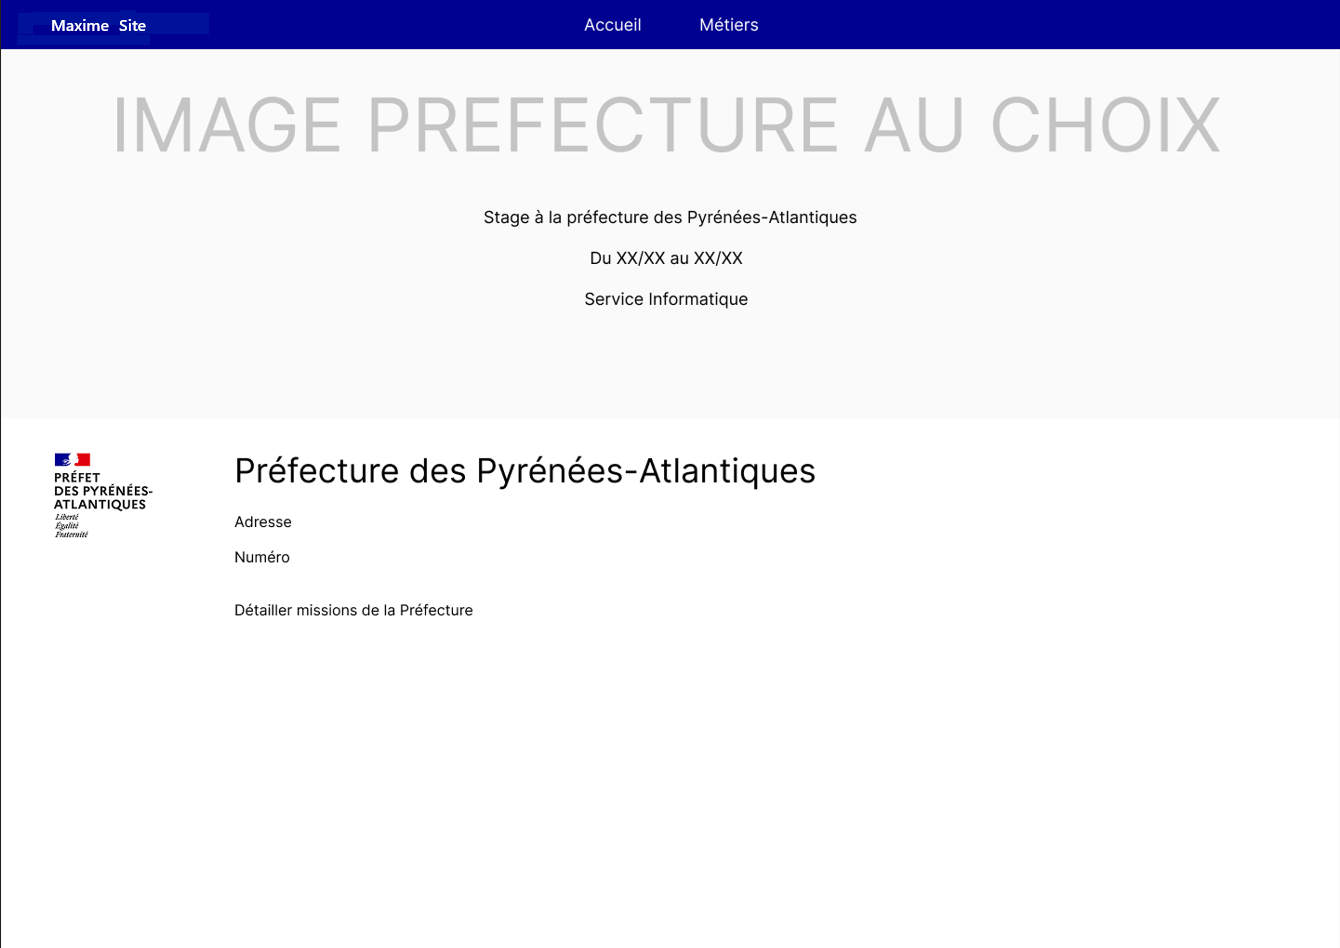 Maxime Site
Accueil
Métiers
IMAGE PREFECTURE AU CHOIX
Stage à la préfecture des Pyrénées-Atlantiques
Du XX/XX au XX/XX
Service Informatique
PRÉFET
DES PYRÉNÉES-
ATLANTIQUES
Liberté
Égalité
Fraternité
Préfecture des Pyrénées-Atlantiques
Adresse
Numéro
Détailler missions de la Préfecture